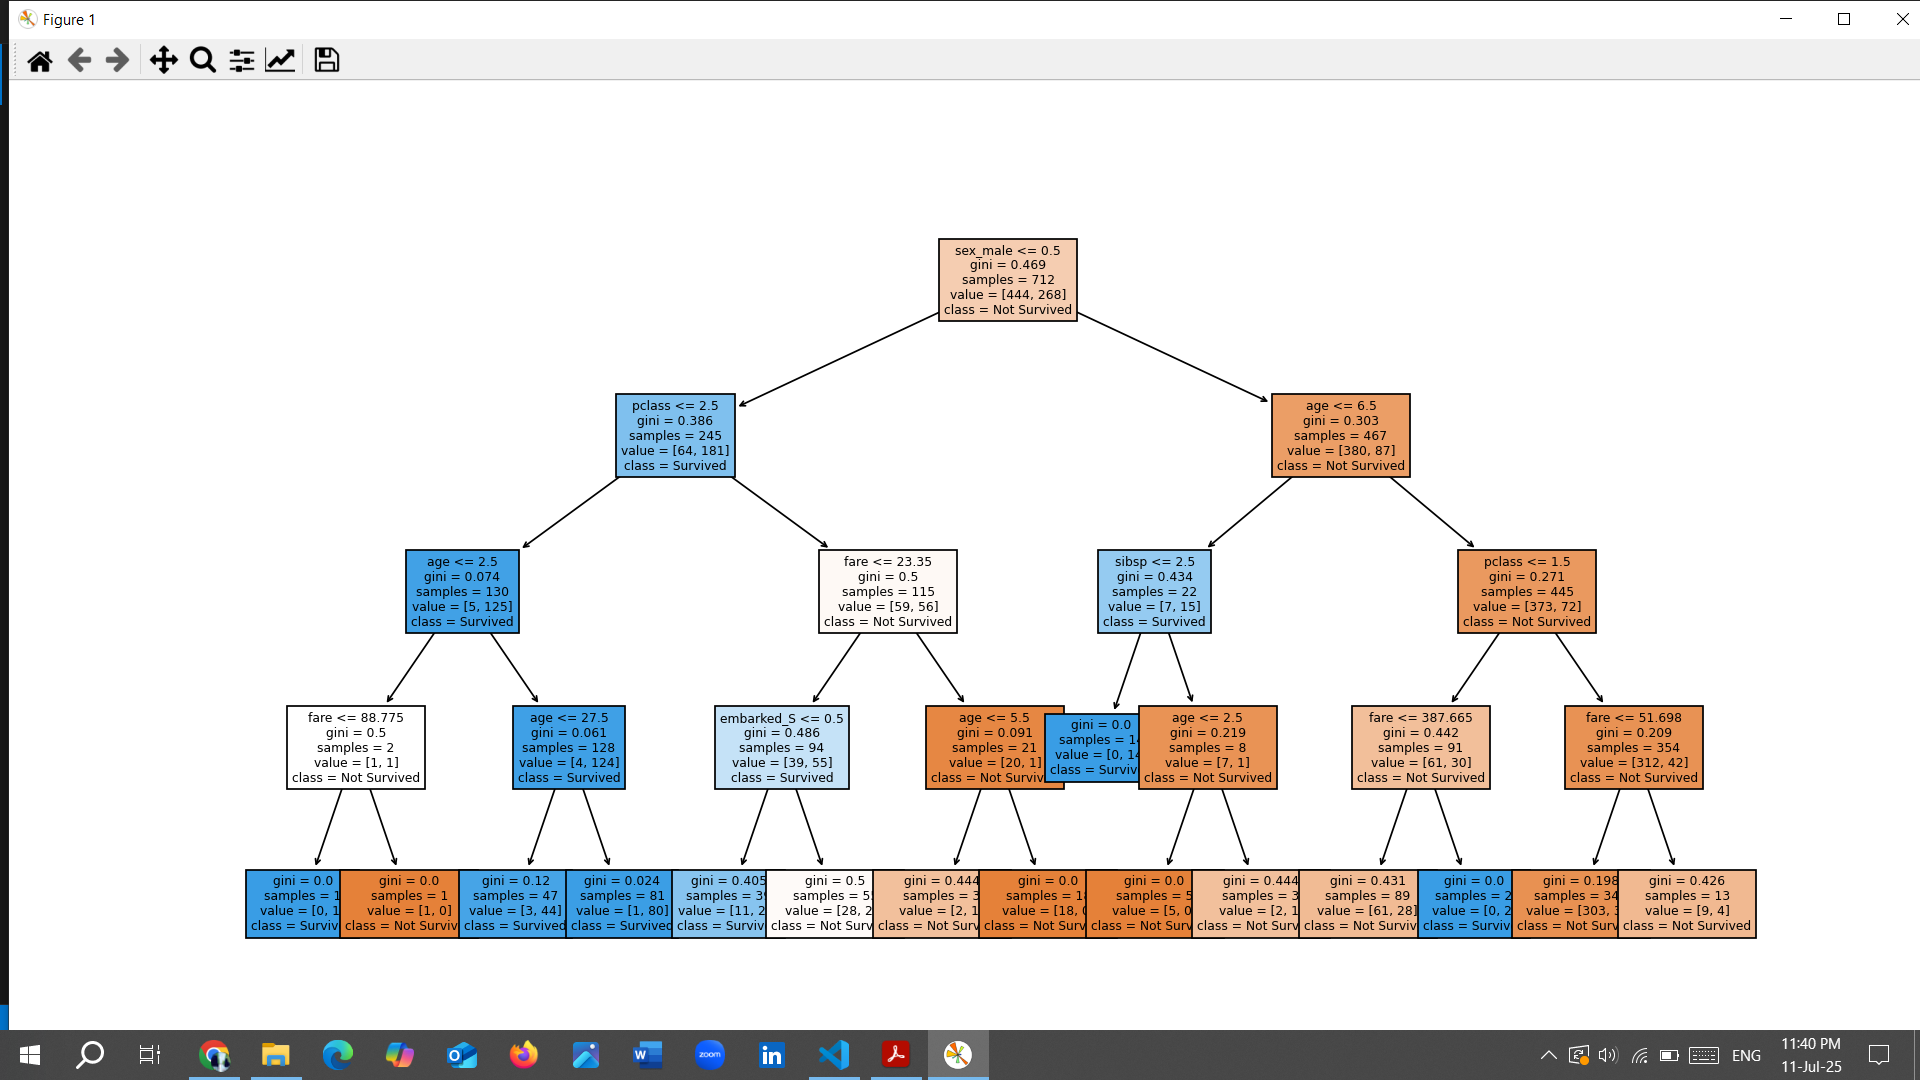 Figure 1
sex_male <= 0.5
gini = 0.469
samples = 712
value = [444, 268]
class = Not Survived
pclass <= 2.5
gini = 0.386
samples = 245
value = [64, 181]
class = Survived
age <= 6.5
gini = 0.303
samples = 467
value = [380, 87]
class = Not Survived
age <= 2.5
gini = 0.074
samples = 130
value = [5, 125]
class = Survived
fare <= 23.35
gini = 0.5
samples = 115
value = [59, 56]
class = Not Survived
sibsp <= 2.5
gini = 0.434
samples = 22
value = [7, 15]
class = Survived
pclass <= 1.5
gini = 0.271
samples = 445
value = [373, 72]
class = Not Survived
fare <= 88.775
gini = 0.5
samples = 2
value = [1, 1]
class = Not Survived
age <= 27.5
gini = 0.061
samples = 128
value = [4, 124]
class = Survived
embarked_S <= 0.5
gini = 0.486
samples = 94
value = [39, 55]
class = Survived
age <= 5.5
gini = 0.091
samples = 21
value = [20, 1]
class = Not Surviv
gini = 0.0
samples = 14
value = [0, 14
class = Surviv
age <= 2.5
gini = 0.219
samples = 8
value = [7, 1]
class = Not Survived
fare <= 387.665
gini = 0.442
samples = 91
value = [61, 30]
class = Not Survived
fare <= 51.698
gini = 0.209
samples = 354
value = [312, 42]
class = Not Survived
gini = 0.0
samples = 1
value = [0, 1
class = Surviv
gini = 0.0
samples = 1
value = [1, 0]
class = Not Surviv
gini = 0.12
samples = 47
value = [3, 44]
class = Survived
gini = 0.024
samples = 81
value = [1, 80]
class = Survived
gini = 0.405
samples = 39
value = [11, 2
class = Surviv
gini = 0.5
samples = 5
value = [28, 2
class = Not Surv
gini = 0.444
samples = 3
value = [2, 1
class = Not Surv
gini = 0.0
samples = 18
value = [18, 0
class = Not Surv
gini = 0.0
samples = 5
value = [5, 0
class = Not Surv
gini = 0.444
samples = 3
value = [2, 1
class = Not Surv
gini = 0.431
samples = 89
value = [61, 28]
class = Not Surv
gini = 0.0
samples = 2
value = [0, 2
class = Surviv
gini = 0.198
samples = 34
value = [303,
class = Not Surv
gini = 0.426
samples = 13
value = [9, 4]
class = Not Survived
zoom
ENG
11:40 PM
11-Jul-25